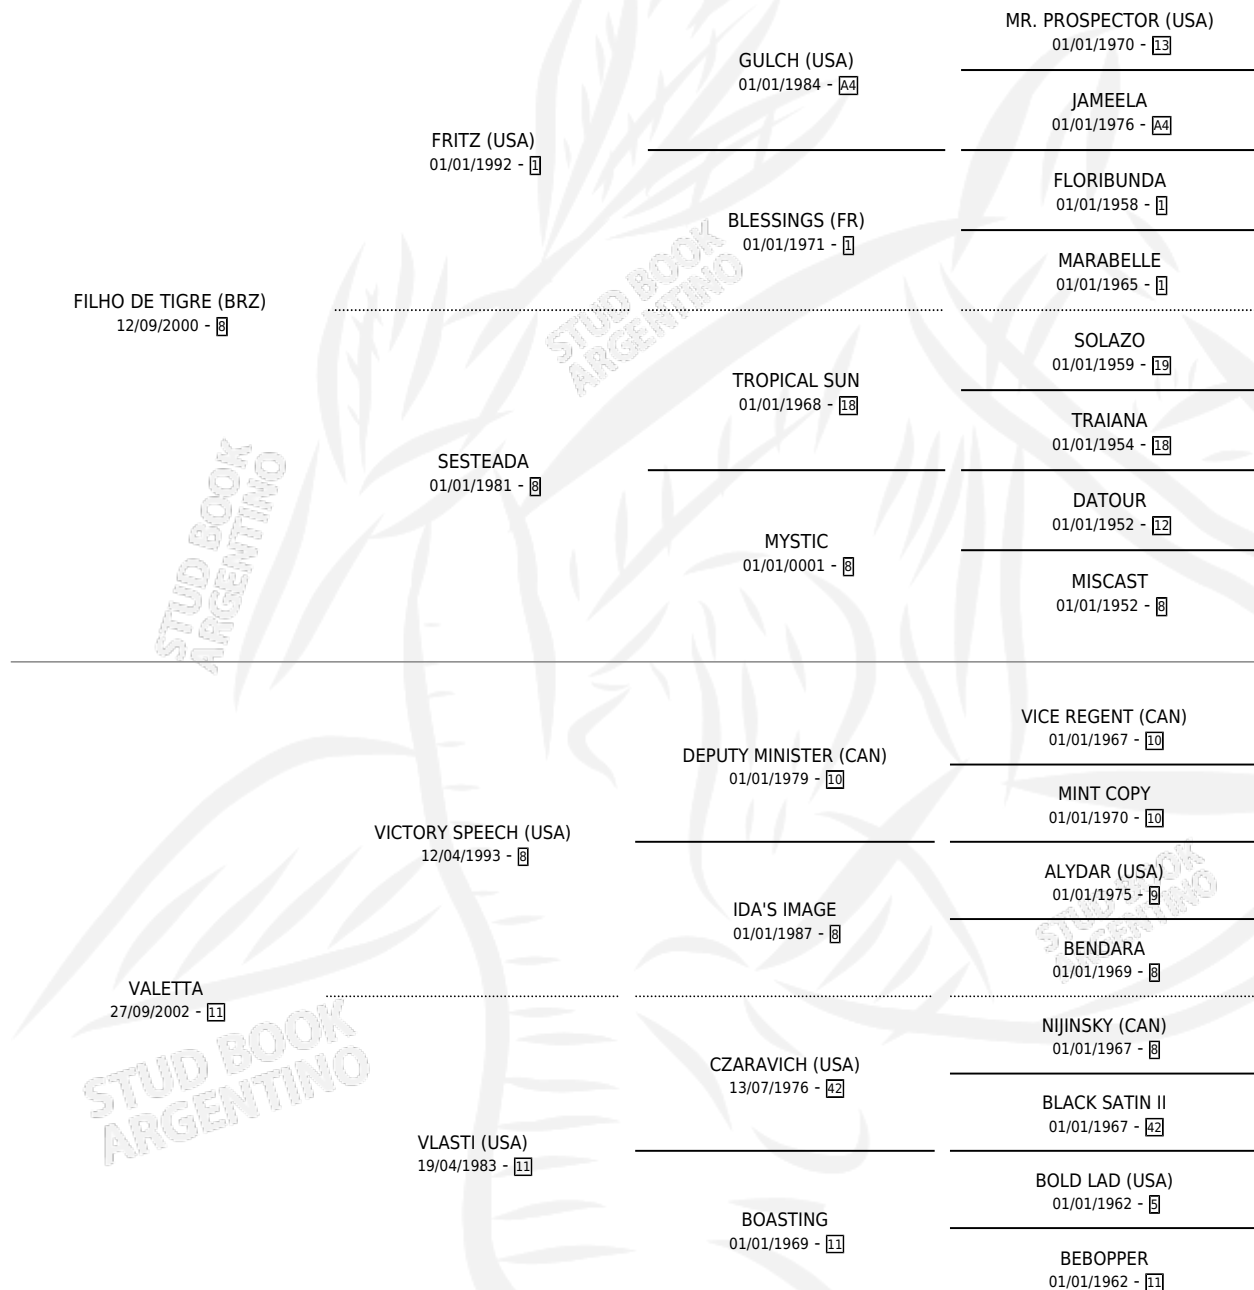 MR. PROSPECTOR (USA)
01/01/1970 - 13
GULCH (USA)
01/01/1984 - A4
JAMEELA
01/01/1976 - A4
FRITZ (USA)
01/01/1992 - 1
FLORIBUNDA
01/01/1958 - 1
BLESSINGS (FR)
01/01/1971 - 1
MARABELLE
01/01/1965 - 1
FILHO DE TIGRE (BRZ)
12/09/2000 - 8
SOLAZO
01/01/1959 - 19
TROPICAL SUN
01/01/1968 - 18
TRAIANA
01/01/1954 - 18
SESTEADA
01/01/1981 - 8
DATOUR
01/01/1952 - 12
MYSTIC
01/01/0001 - 8
MISCAST
01/01/1952 - 8
VICE REGENT (CAN)
01/01/1967 - 10
DEPUTY MINISTER (CAN)
01/01/1979 - 10
MINT COPY
01/01/1970 - 10
VICTORY SPEECH (USA)
12/04/1993 - 8
ALYDAR (USA)
01/01/1975 - 9
IDA'S IMAGE
01/01/1987 - 8
BENDARA
01/01/1969 - 8
VALETTA
27/09/2002 - 11
NIJINSKY (CAN)
01/01/1967 - 8
CZARAVICH (USA)
13/07/1976 - 42
BLACK SATIN II
01/01/1967 - 42
VLASTI (USA)
19/04/1983 - 11
BOLD LAD (USA)
01/01/1962 - 5
BOASTING
01/01/1969 - 11
BEBOPPER
01/01/1962 - 11
STUD BOOK
ARGENTINO
STUD BOOK
ARGENTINO
STUD BOOK
ARGENTINO
STUD BOOK
ARGENTINO